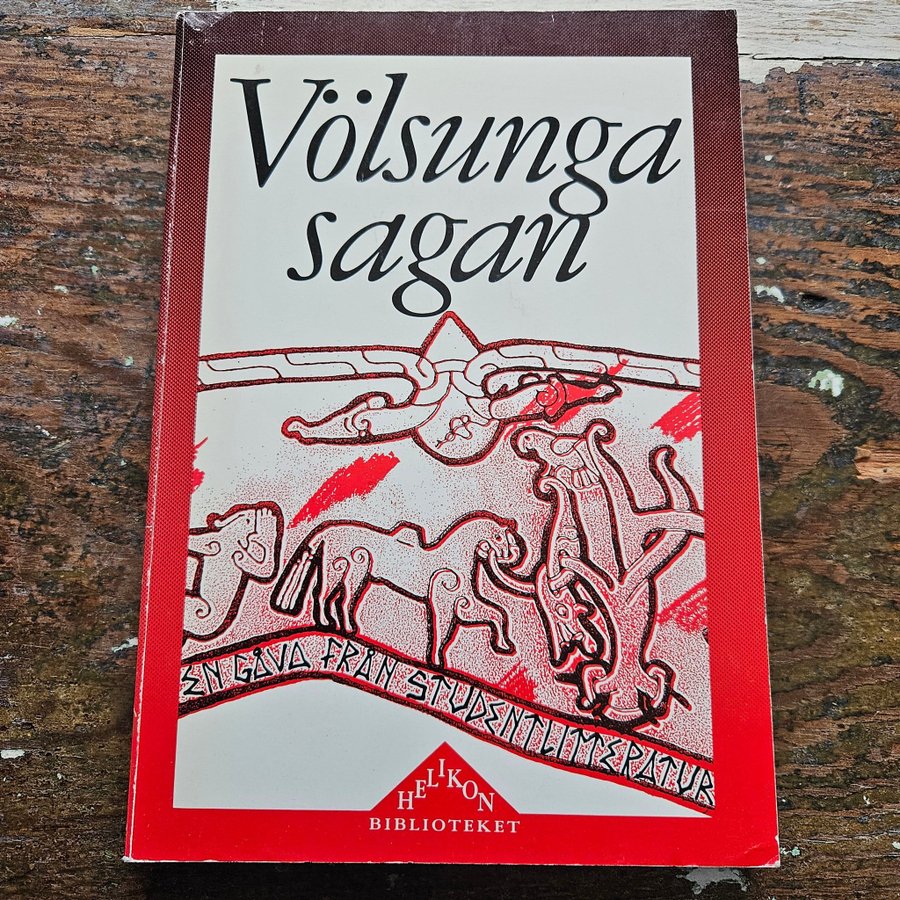 Völsunga
sagan
EN GÅVA FRÅN STUDENTLITTERATUR
HELIKON
BIBLIOTEKET